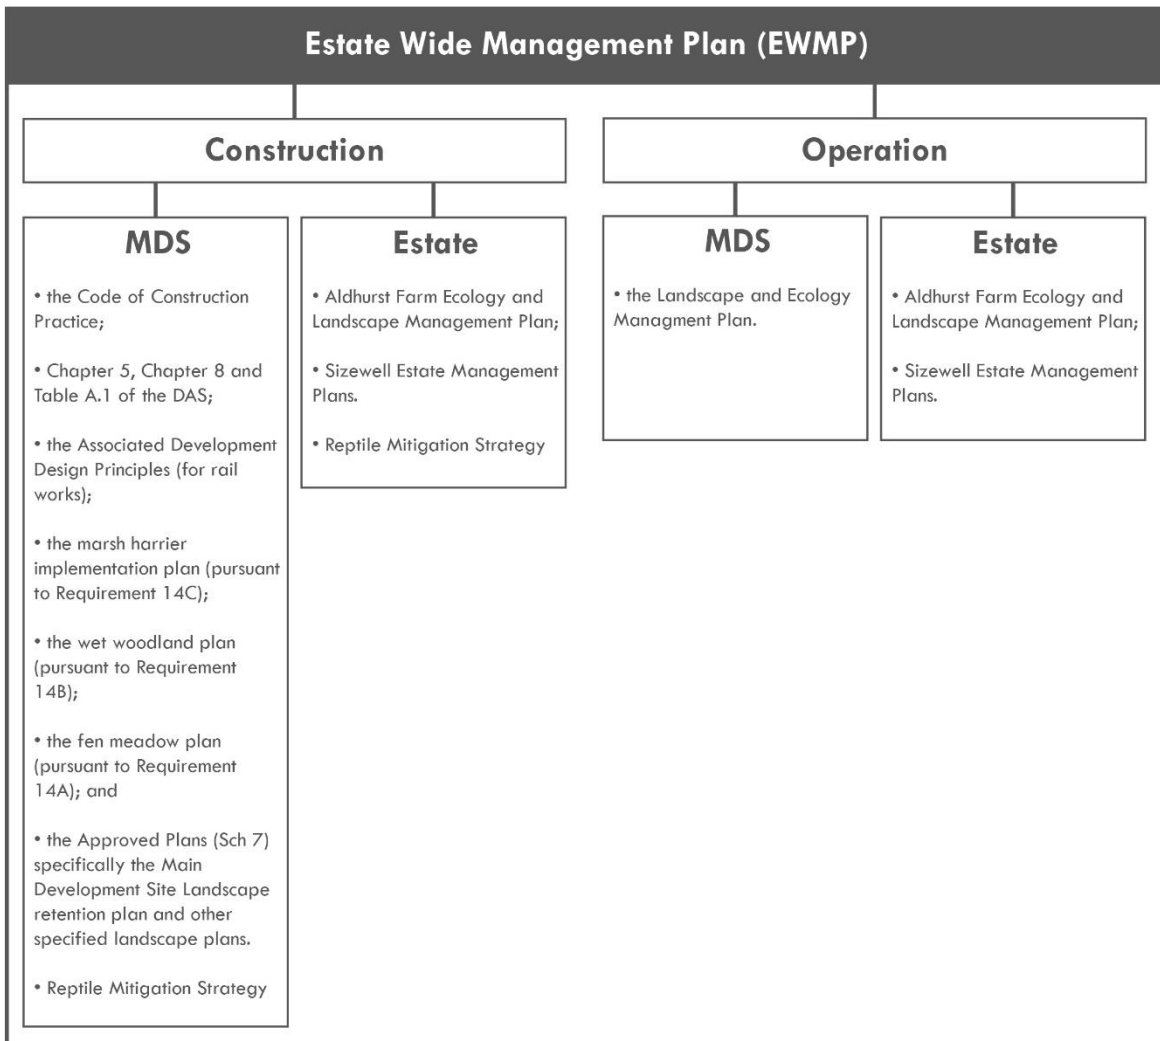 Estate Wide Management Plan (EWMP)
Construction
MDS
• the Code of Construction
Practice;
• Chapter 5, Chapter 8 and
Table A.1 of the DAS;
• the Associated Development
Design Principles (for rail
works);
• the marsh harrier
implementation plan (pursuant
to Requirement 14C);
• the wet woodland plan
(pursuant to Requirement
14B);
• the fen meadow plan
(pursuant to Requirement
14A); and
• the Approved Plans (Sch 7)
specifically the Main
Development Site Landscape
retention plan and other
specified landscape plans.
• Reptile Mitigation Strategy
Estate
• Aldhurst Farm Ecology and
Landscape Management Plan;
• Sizewell Estate Management
Plans.
• Reptile Mitigation Strategy
Operation
MDS
• the Landscape and Ecology
Managment Plan.
Estate
• Aldhurst Farm Ecology and
Landscape Management Plan;
• Sizewell Estate Management
Plans.